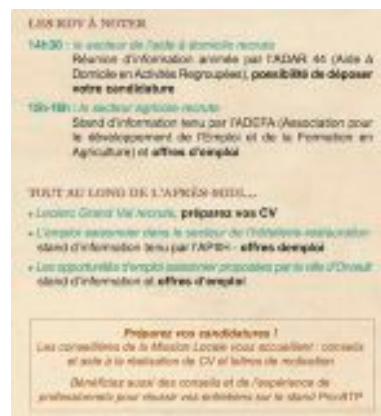 LES RDV À NOTER
14h30 : le secteur de l'aide à domicile recrute
Réunion d'information animée par l'ADAR 44 (Aide à
Domicile en Activités Regroupées), possibilité de déposer
votre candidature
: le secteur agricole recrute
Stand d'information tenu par l'ADEFA (Association pour
le développement de l'Emploi et de la Formation en
Agriculture) et offres d'emploi
TOUT AU LONG DE L'APRÈS-MIDI...
• Leclerc Grand Val recrute, préparez vos CV
• L'emploi saisonnier dans le secteur de l'hôtellerie-restauration
stand d'information tenu par - offres demploi
• Les opportunités d'emploi saisonnier proposées par la ville d'Orvault
stand d'information et offres d'emploi
Préparez vos candidatures !
Les conseillères de la Mission Locale vous accueillent : conseils
et aide à la réalisation de CV et lettres de motivation
Bénéficiez aussi des conseils et de l'expérience de
professionnels pour réussir vos entretiens sur le stand